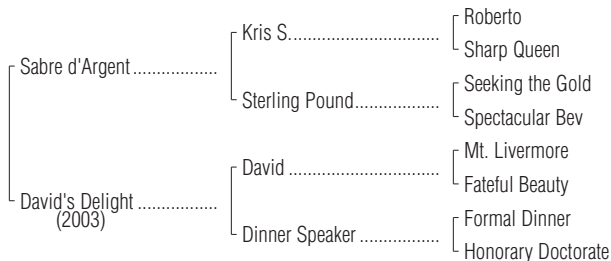 Roberto
Kris S.
Sharp Queen
Sabre d'Argent
Seeking the Gold
Sterling Pound
Spectacular Bev
Mt. Livermore
David
Fateful Beauty
David's Delight
(2003)
Formal Dinner
Dinner Speaker
Honorary Doctorate